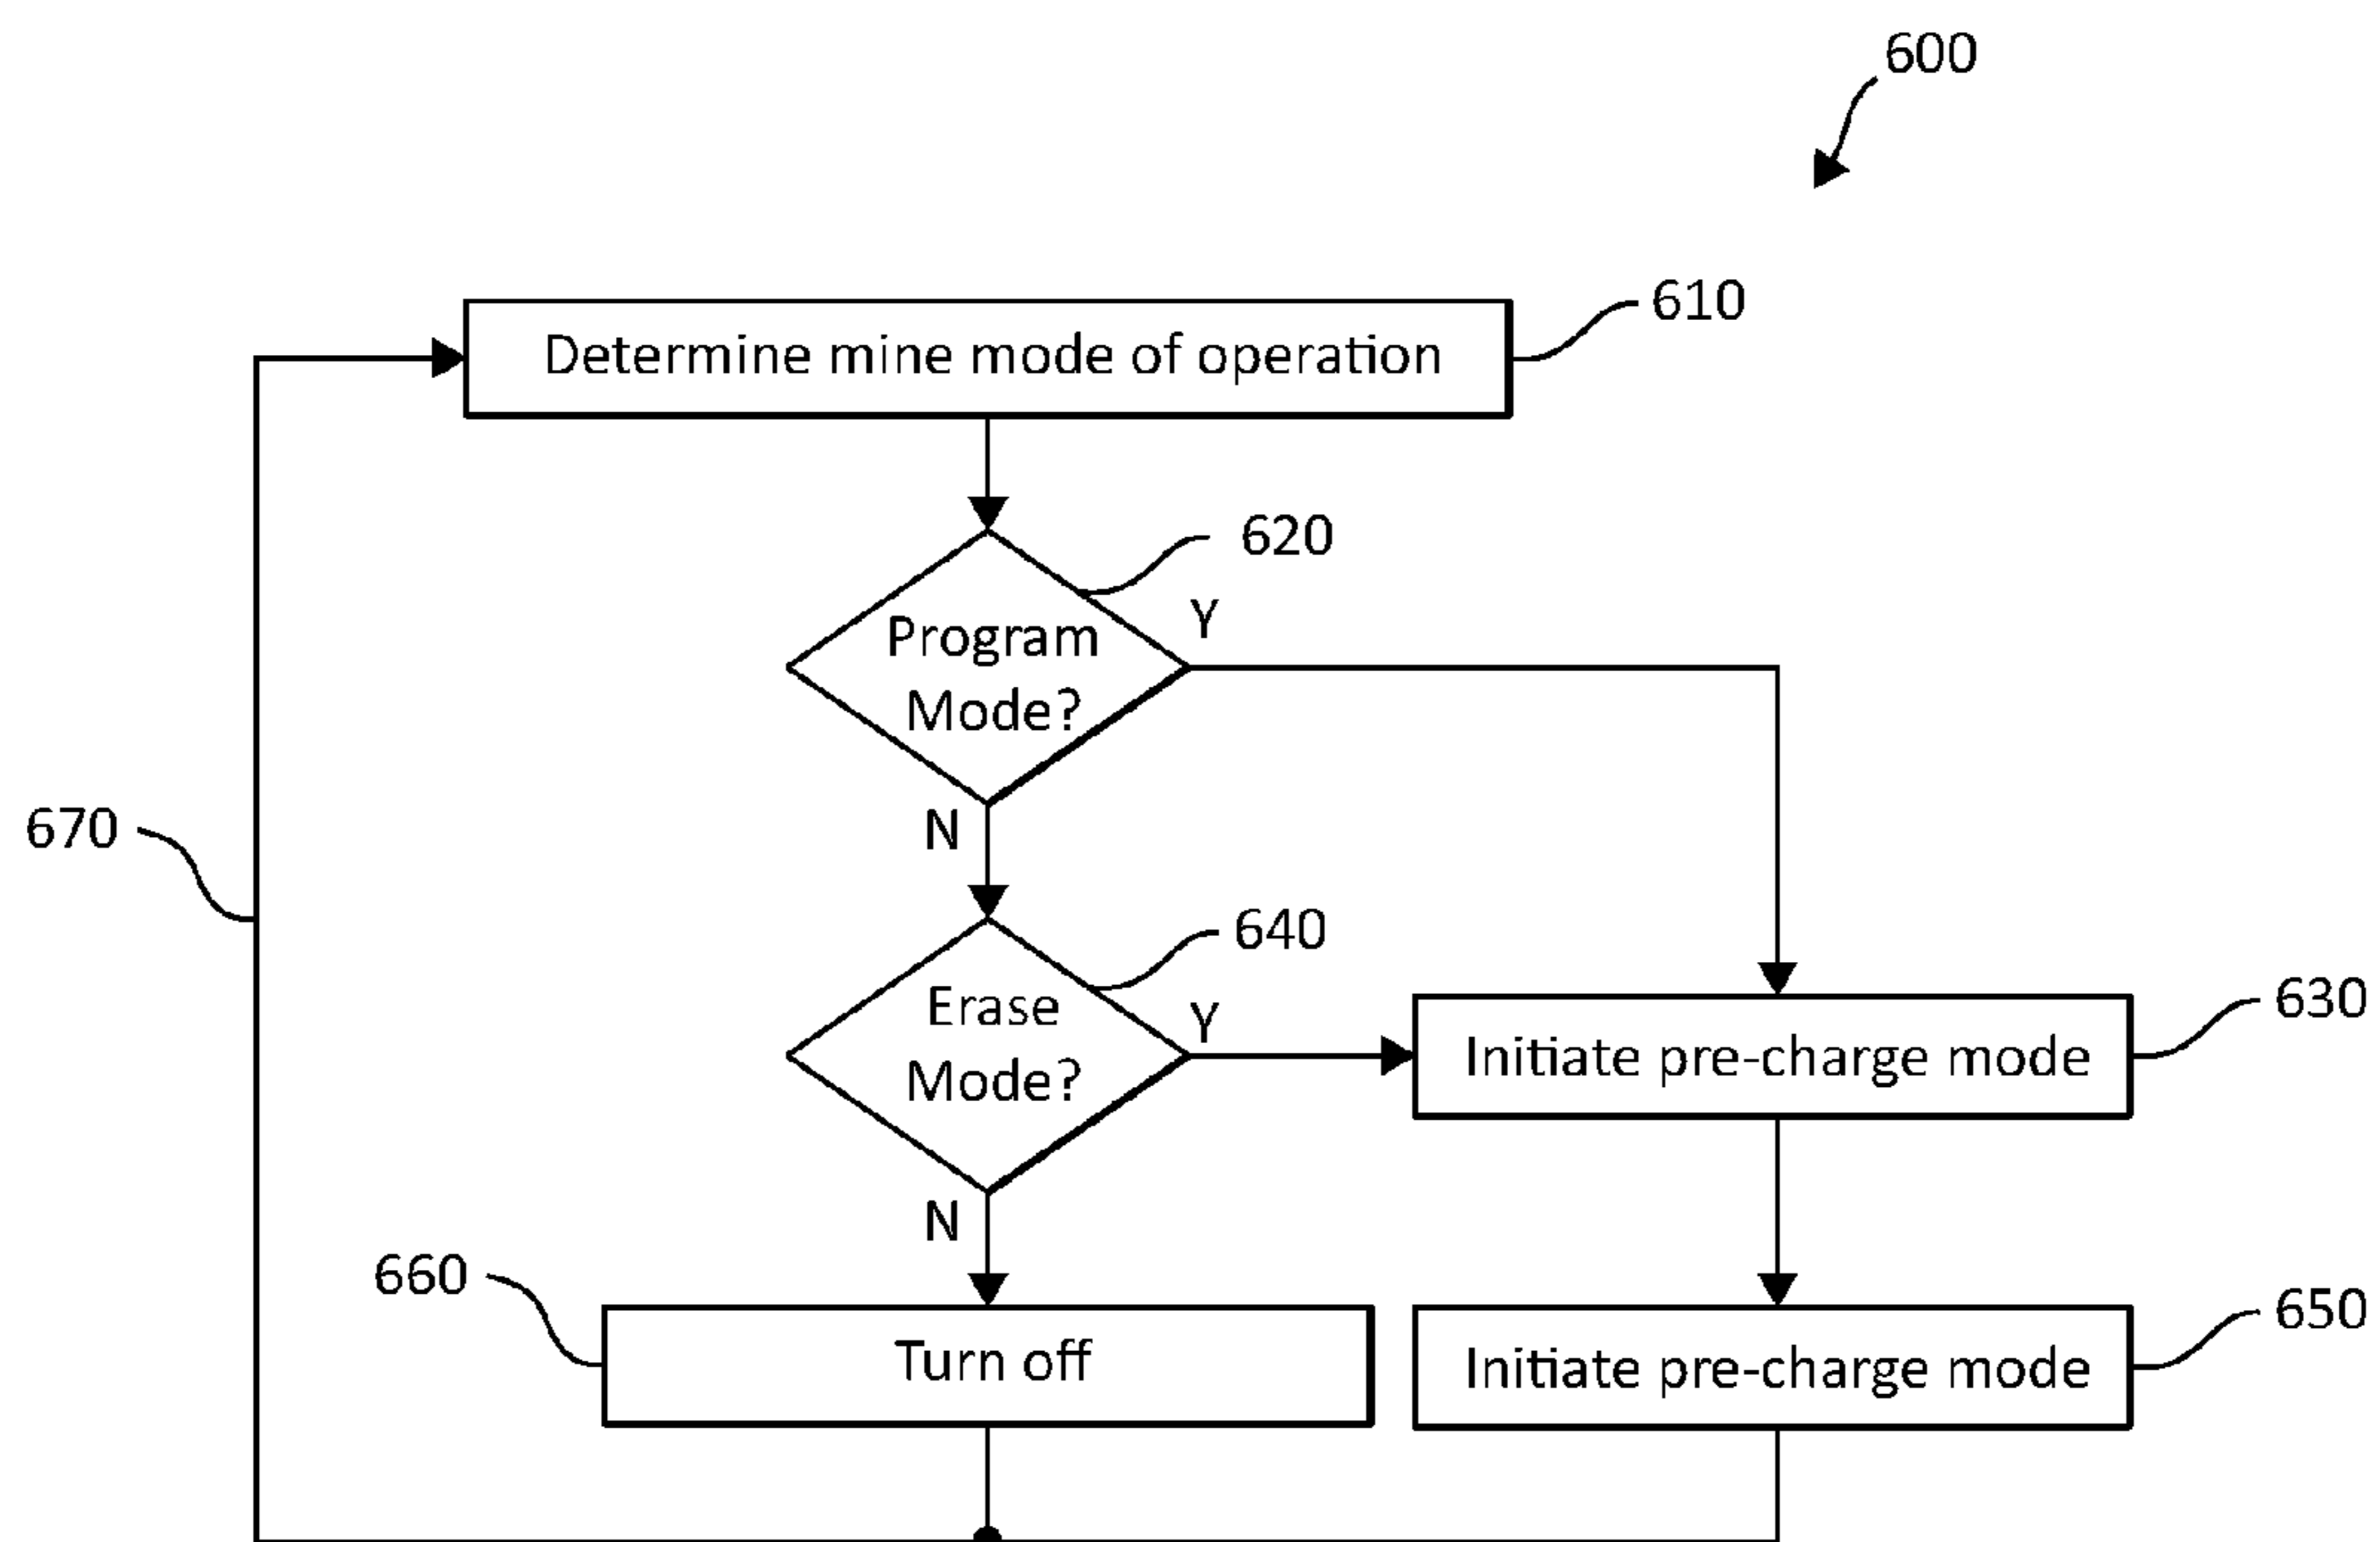 600
Determine mine mode of operation
610
620
Program
Mode?
Y
N
670
640
Erase
Mode?
Y
N
Initiate pre-charge mode
630
660
Turn off
Initiate pre-charge mode
650